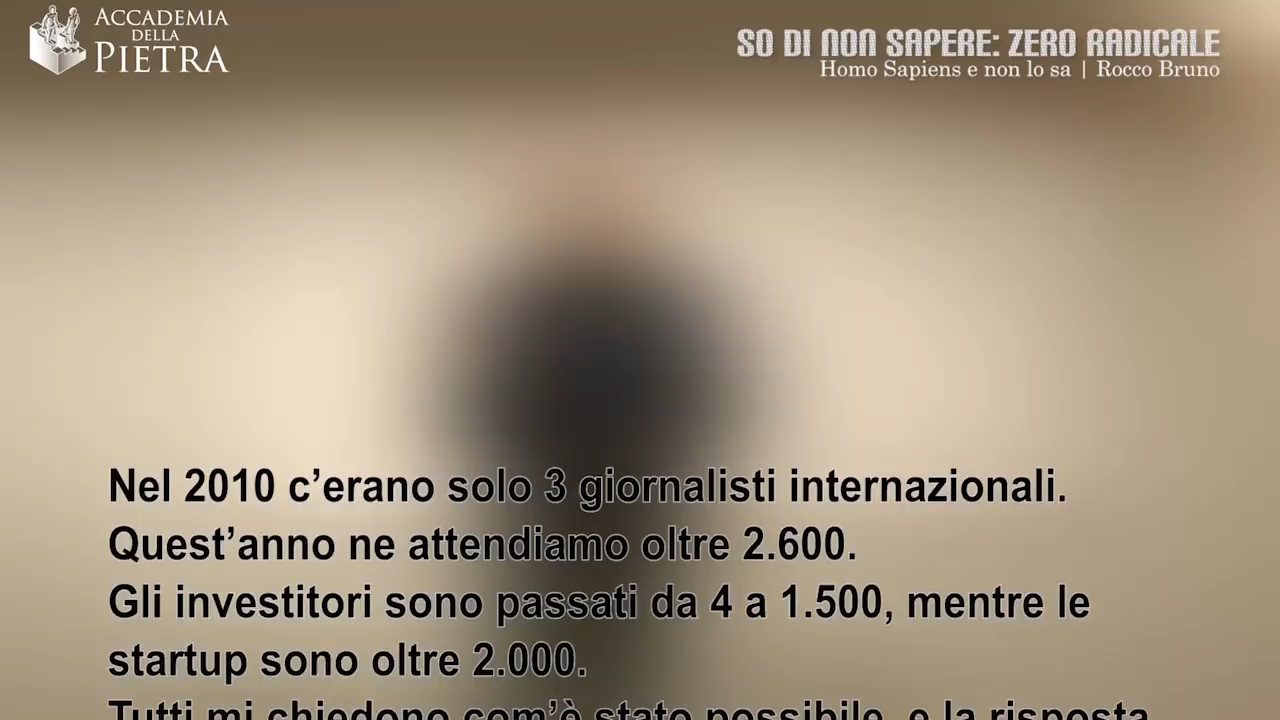 ACCADEMIA
DELLA
PIETRA
SO DI NON SAPERE: ZERO RADICALE
Homo Sapiens e non lo sa | Rocco Bruno
Nel 2010 c’erano solo 3 giornalisti internazionali.
Quest’anno ne attendiamo oltre 2.600.
Gli investitori sono passati da 4 a 1.500, mentre le
startup sono oltre 2.000.
Tutti mi chiedono com’è stato possibile, e la risposta